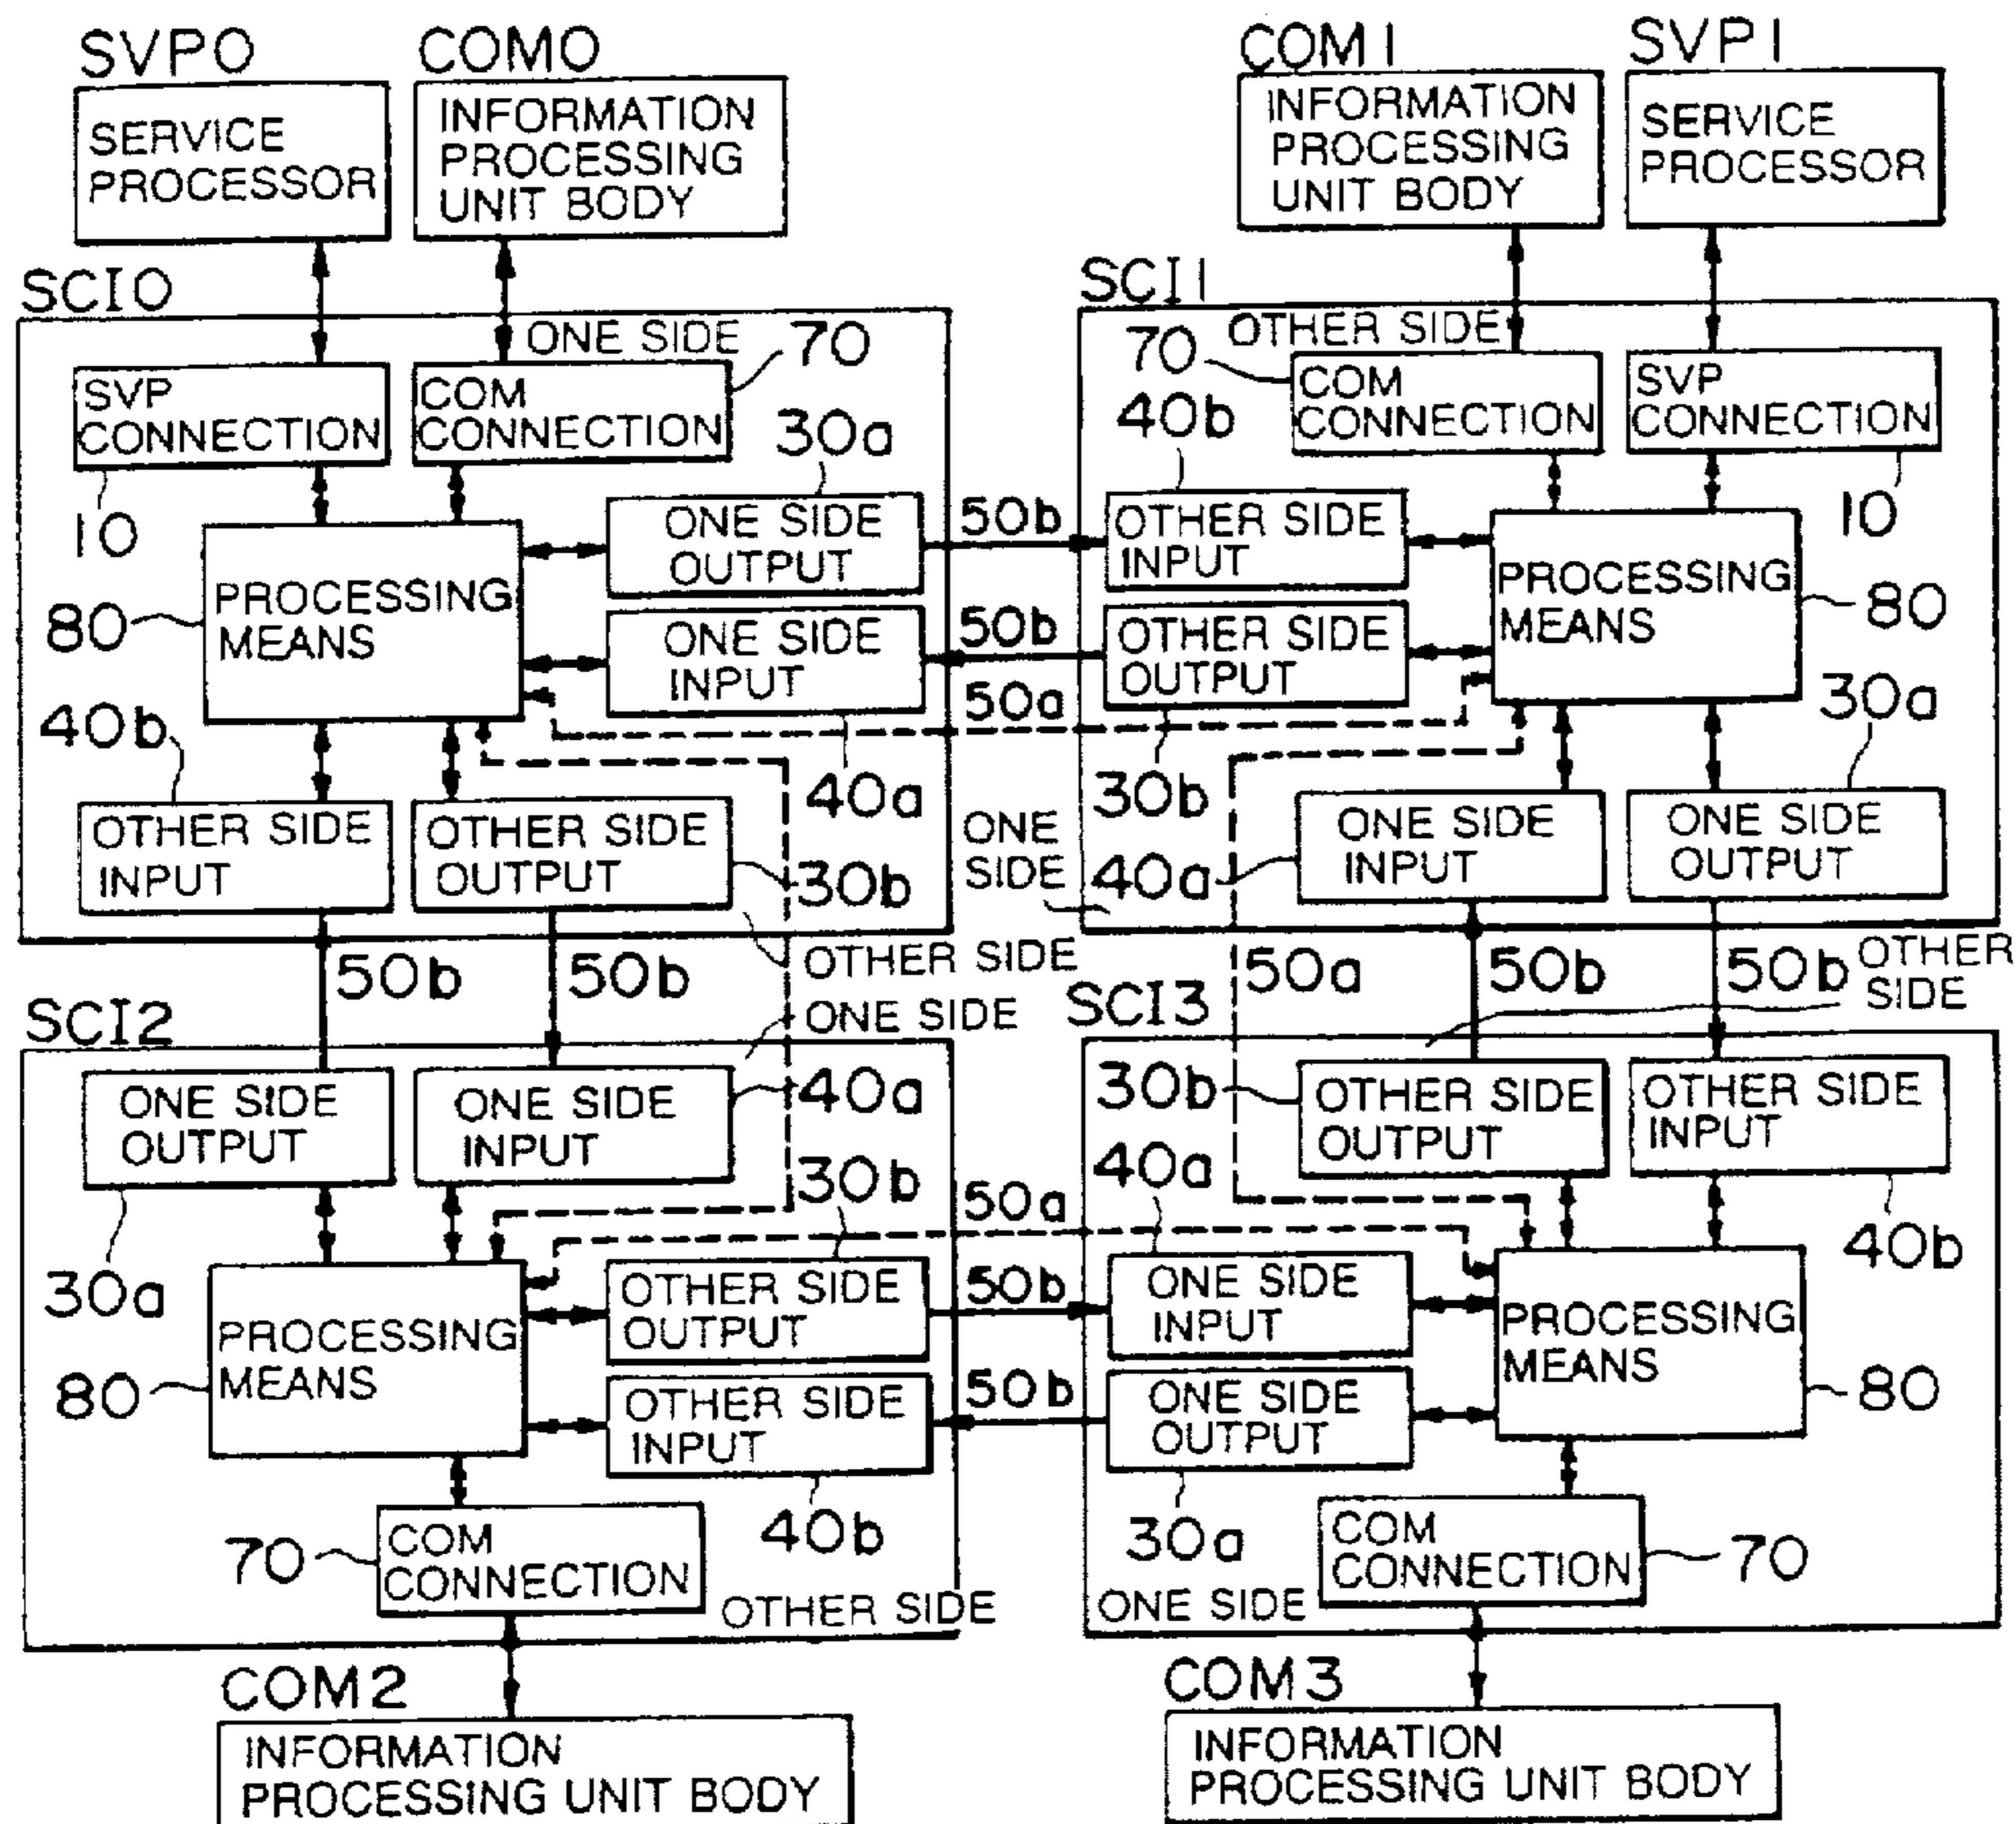 SVP0
COM0
COM1
SVP1
SERVICE
PROCESSOR
INFORMATION
PROCESSING
UNIT BODY
INFORMATION
PROCESSING
UNIT BODY
SERVICE
PROCESSOR
SCI0
ONE SIDE
70
SVP
CONNECTION
COM
CONNECTION
30a
10
ONE SIDE
OUTPUT
50b
PROCESSING
MEANS
80
ONE SIDE
INPUT
50b
50a
40b
40a
OTHER SIDE
INPUT
OTHER SIDE
OUTPUT
30b
OTHER SIDE
50b
50b
SCI1
OTHER SIDE
70
COM
CONNECTION
SVP
CONNECTION
40b
10
OTHER SIDE
INPUT
PROCESSING
MEANS
80
OTHER SIDE
OUTPUT
30a
30b
ONE
SIDE
40a
ONE SIDE
INPUT
ONE SIDE
OUTPUT
50a
50b
50b
OTHER
SIDE
SCI2
ONE SIDE
ONE SIDE
OUTPUT
ONE SIDE
INPUT
40a
30b
50a
30a
PROCESSING
MEANS
80
OTHER SIDE
OUTPUT
50b
OTHER SIDE
INPUT
50b
40b
70
COM
CONNECTION
OTHER SIDE
SCI3
30b
OTHER SIDE
OUTPUT
OTHER SIDE
INPUT
40a
40b
ONE SIDE
INPUT
PROCESSING
MEANS
80
ONE SIDE
OUTPUT
30a
COM
CONNECTION
70
ONE SIDE
COM2
INFORMATION
PROCESSING UNIT BODY
COM3
INFORMATION
PROCESSING UNIT BODY